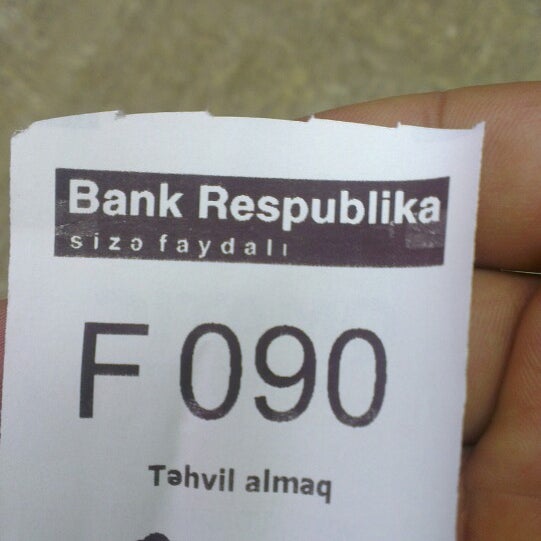 Bank Respublika
sizə faydalı
F 090
Təhvil almaq